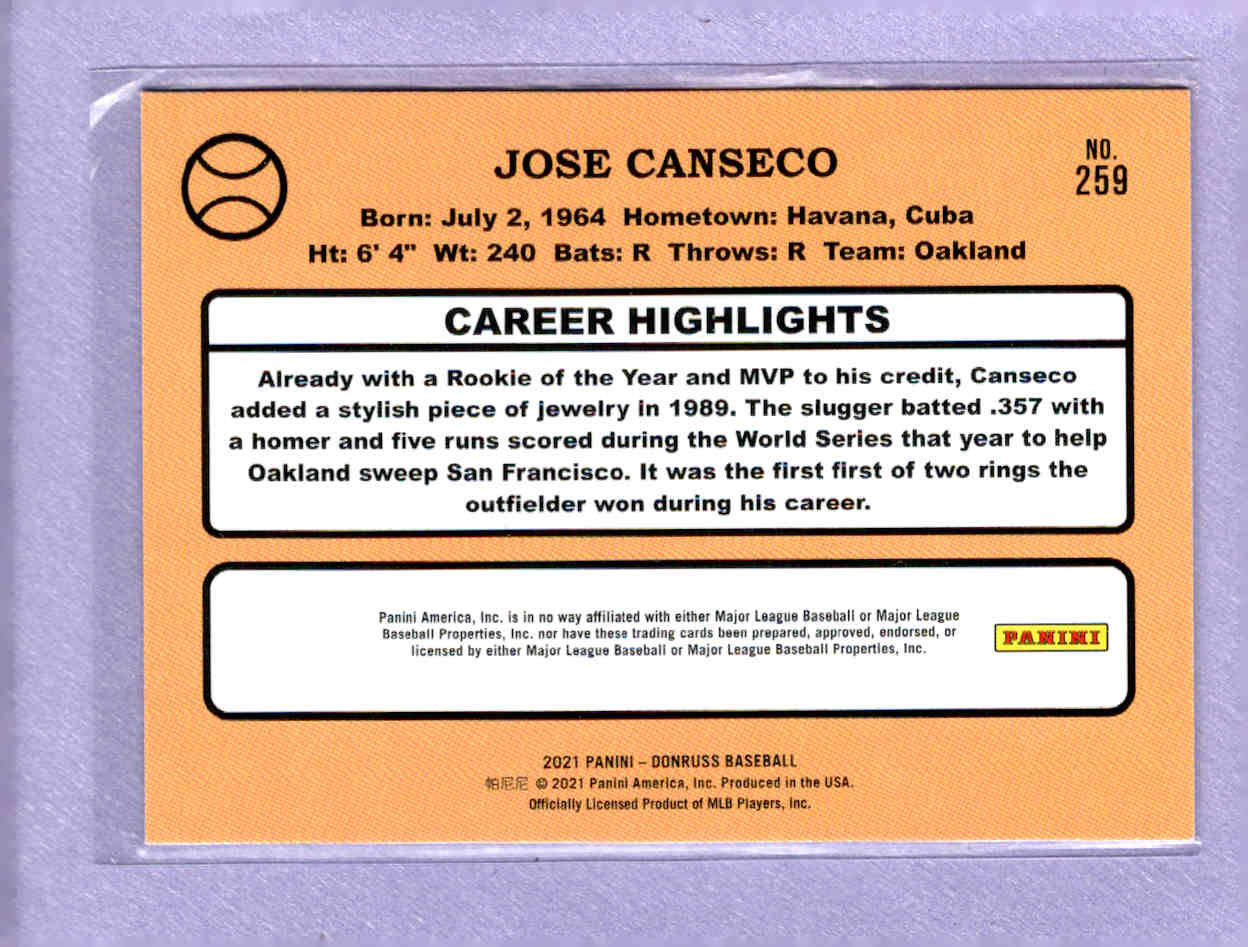 JOSE CANSECO
NO.
259
Born: July 2, 1964 Hometown: Havana, Cuba
Ht: 6' 4" Wt: 240 Bats: R Throws: R Team: Oakland
CAREER HIGHLIGHTS
Already with a Rookie of the Year and MVP to his credit, Canseco
added a stylish piece of jewelry in 1989. The slugger batted .357 with
a homer and five runs scored during the World Series that year to help
Oakland sweep San Francisco. It was the first first of two rings the
outfielder won during his career.
Panini America, Inc. is in no way affiliated with either Major League Baseball or Major League
Baseball Properties, Inc. nor have these trading cards been prepared, approved, endorsed, or
licensed by either Major League Baseball or Major League Baseball Properties, Inc.
PANINI
2021 PANINI – DONRUSS BASEBALL
帕尼尼 © 2021 Panini America, Inc. Produced in the USA.
Officially Licensed Product of MLB Players, Inc.